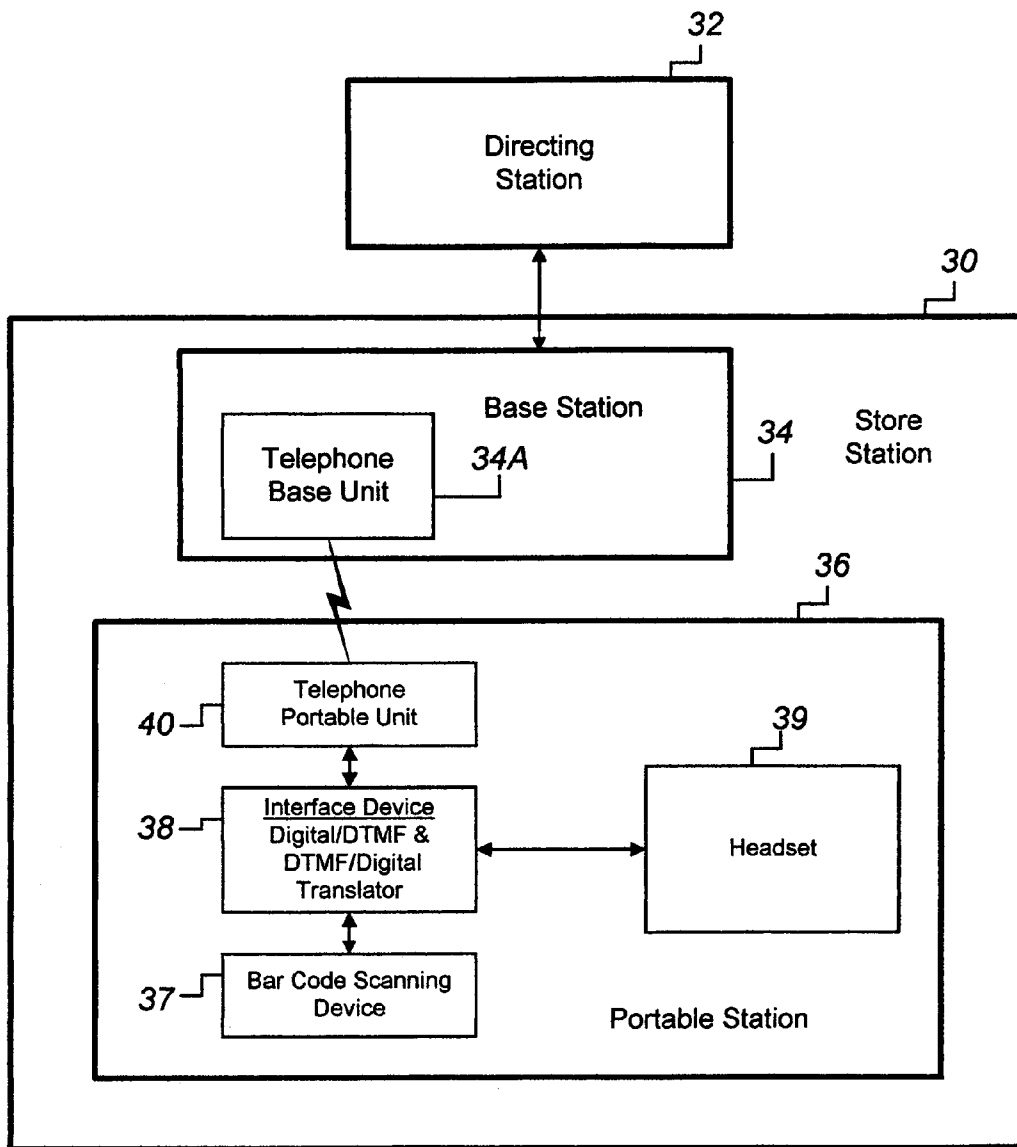 32
Directing
Station
30
Base Station
Store
Station
34
Telephone
Base Unit
34A
36
Telephone
Portable Unit
40
39
Interface Device
Digital/DTMF &
DTMF/Digital
Translator
38
Headset
Bar Code Scanning
Device
37
Portable Station